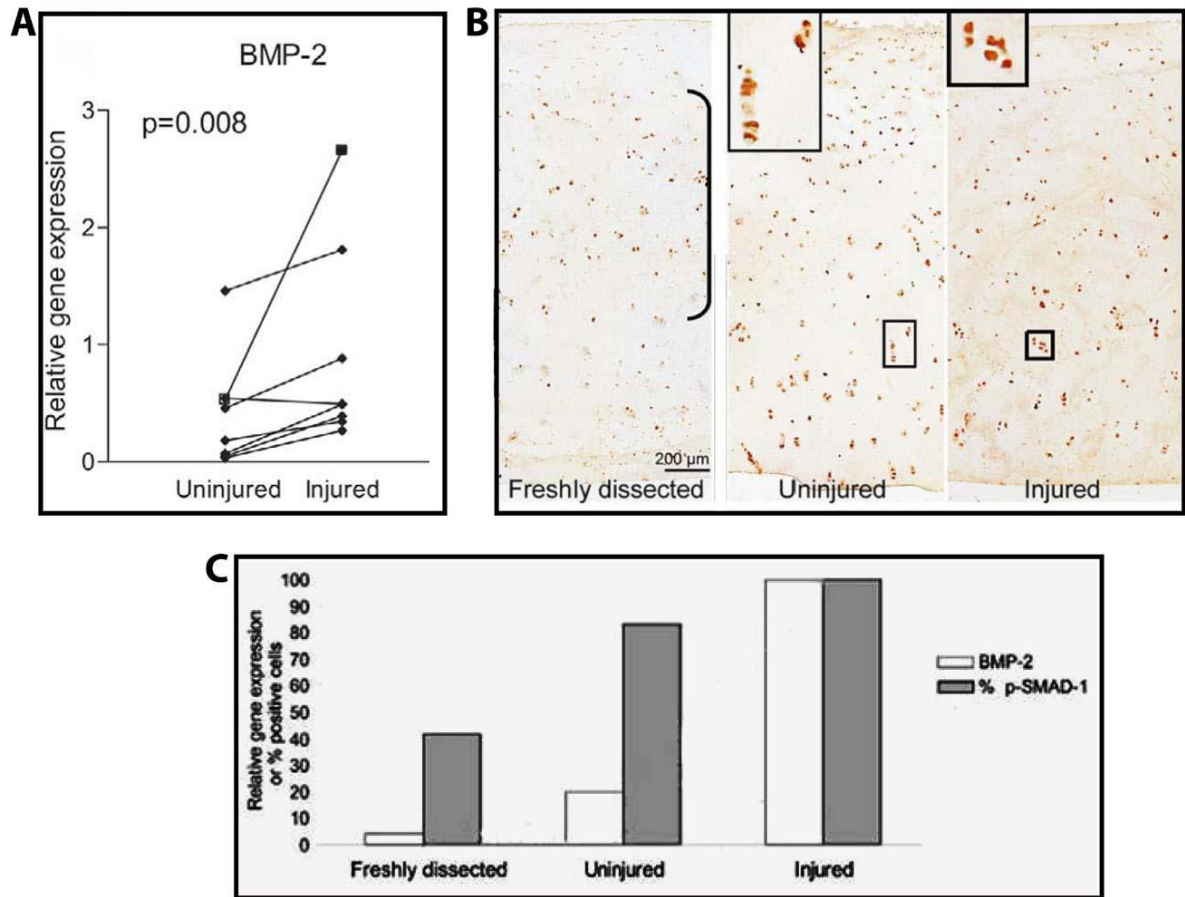 A
BMP-2
p=0.008
Relative gene expression
3
2
1
0
Uninjured Injured
B
200 µm
Freshly dissected Uninjured Injured
C
Relative gene expression
or % positive cells
100
90
80
70
60
50
40
30
20
10
0
Freshly dissected Uninjured Injured
BMP-2
% p-SMAD-1